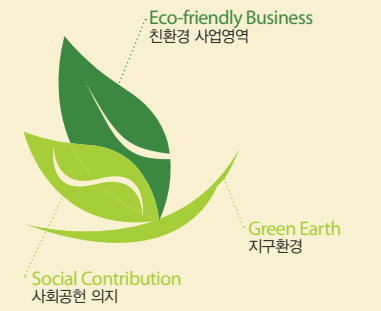 Eco-friendly Business
친환경 사업영역
Green Earth
지구환경
Social Contribution
사회공헌 의지